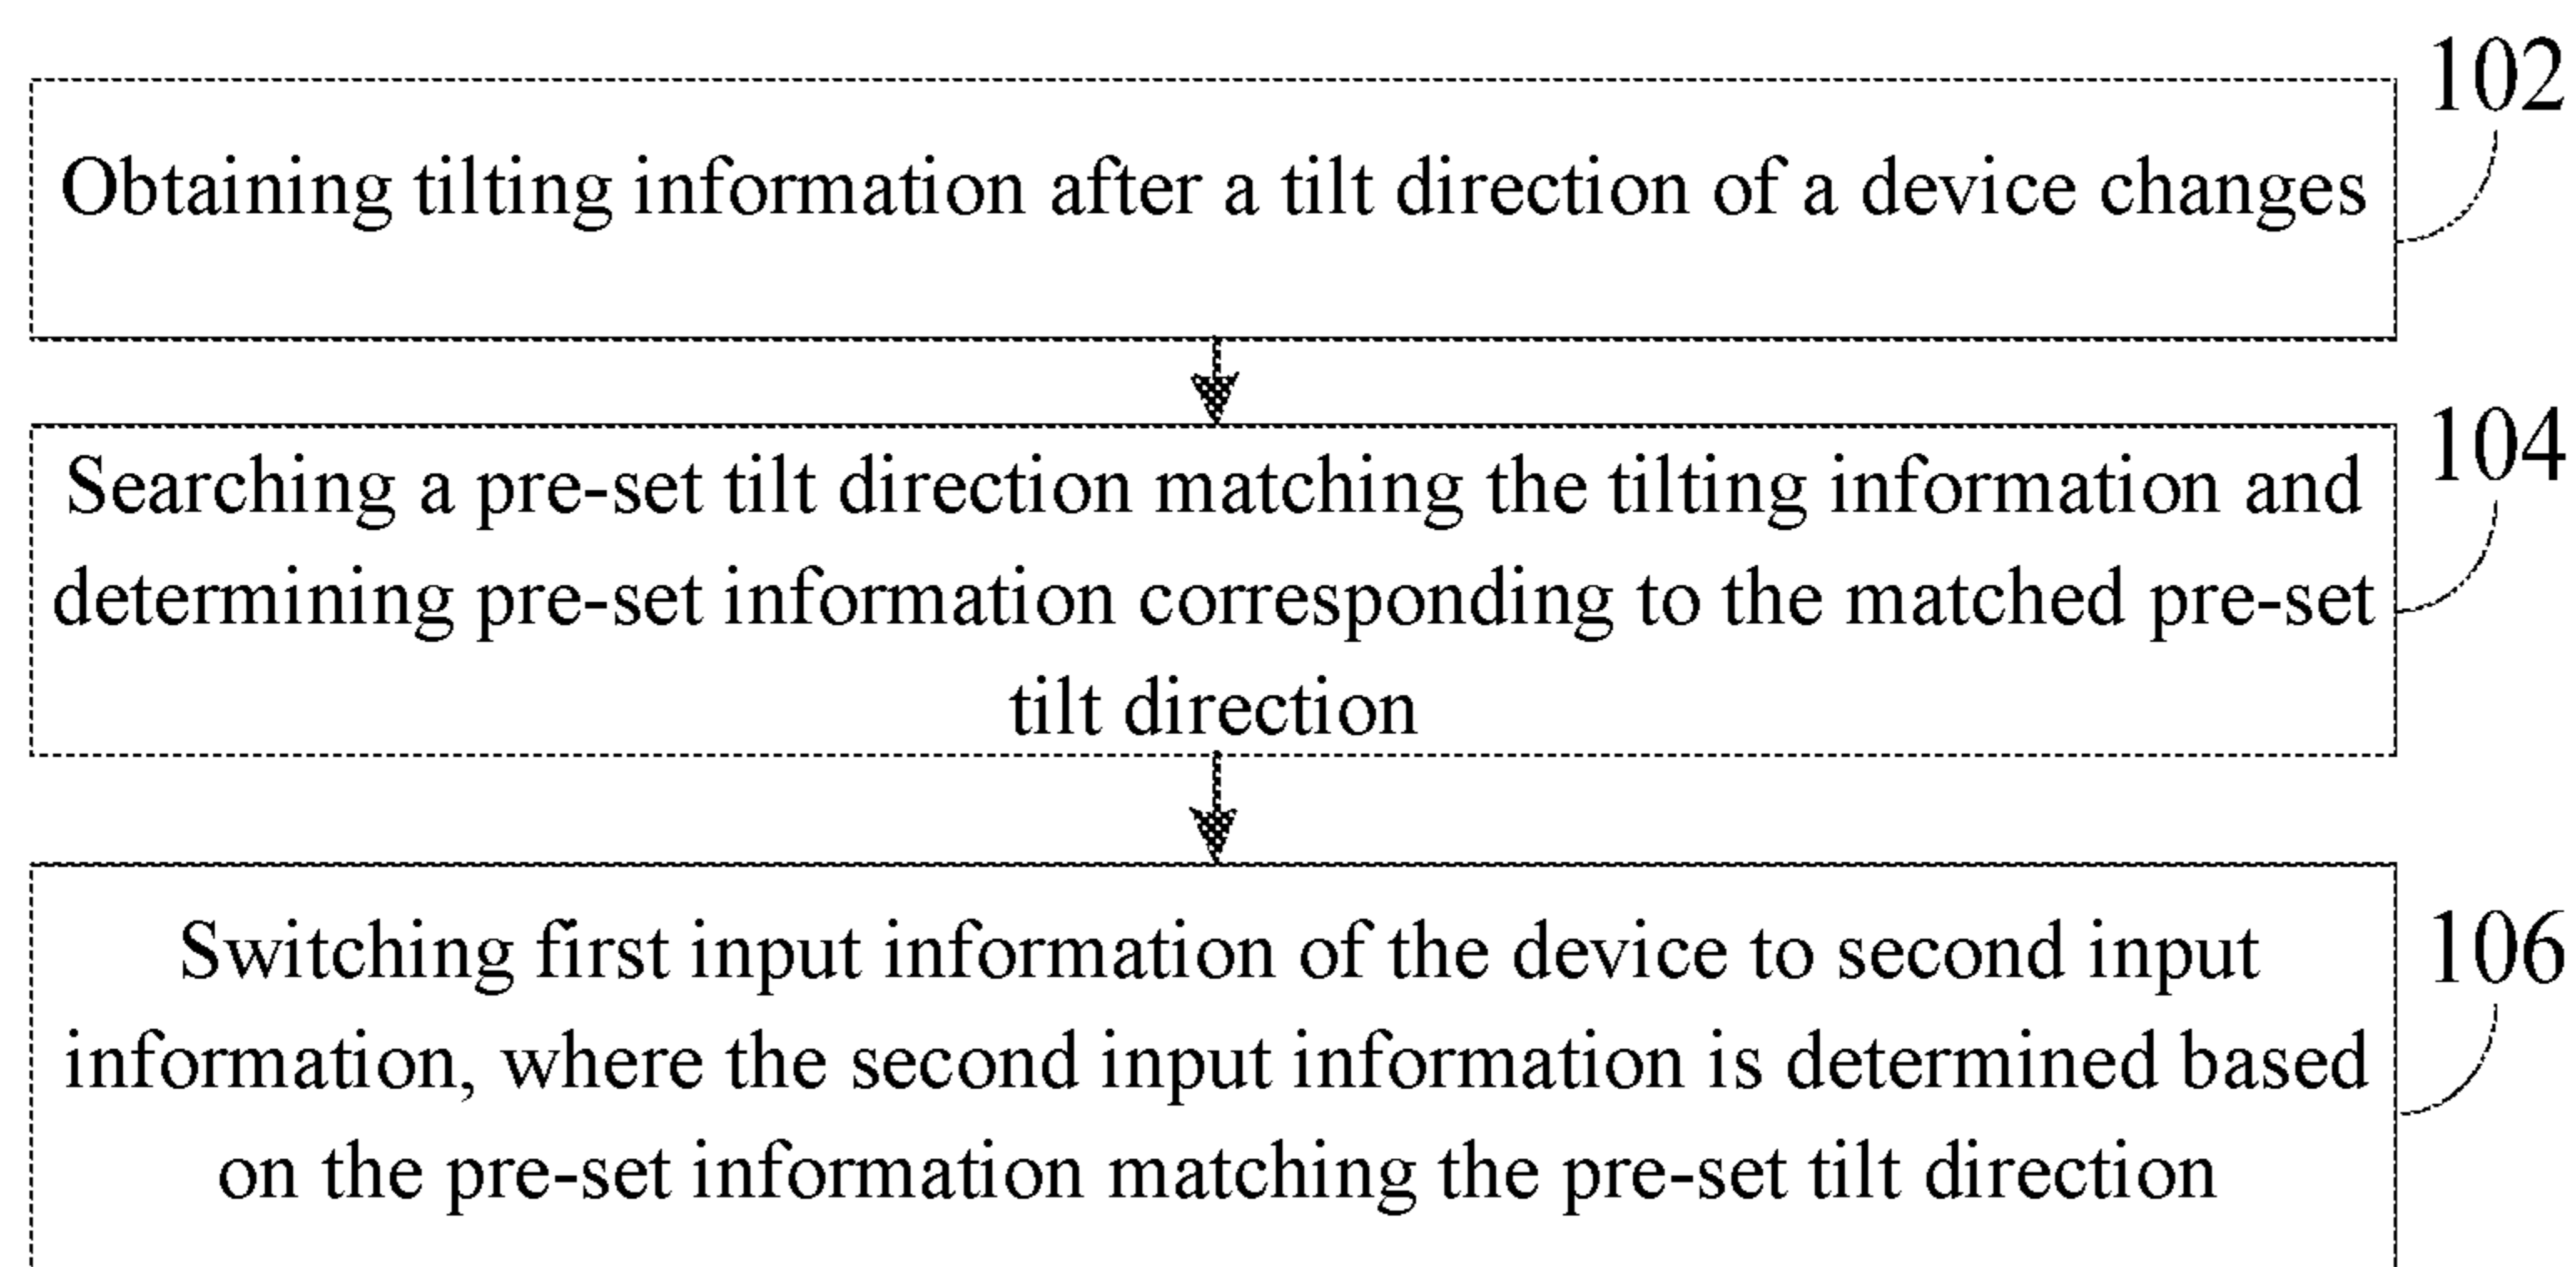 102
Obtaining tilting information after a tilt direction of a device changes
104
Searching a pre-set tilt direction matching the tilting information and
determining pre-set information corresponding to the matched pre-set
tilt direction
106
Switching first input information of the device to second input
information, where the second input information is determined based
on the pre-set information matching the pre-set tilt direction